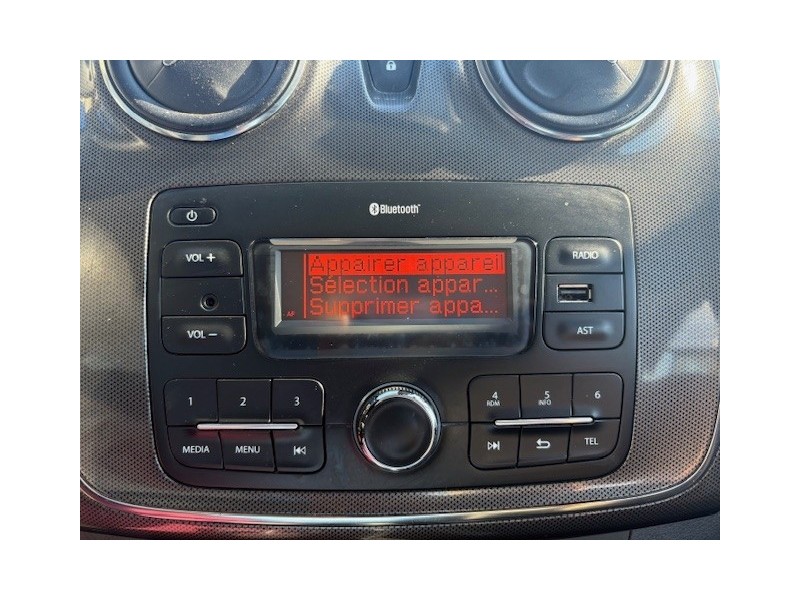 Bluetooth
VOL +
RADIO
Appairer appareil
Sélection appar...
Supprimer appa...
AF
VOL −
AST
1
2
3
4
RDM
5
INFO
6
MEDIA
MENU
TEL